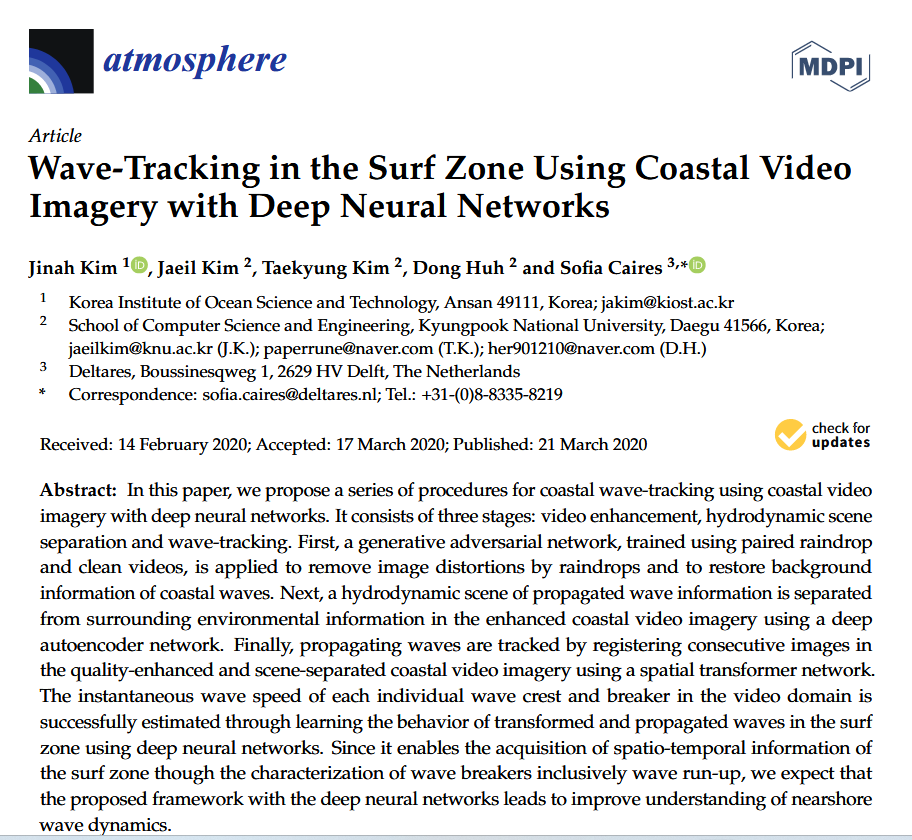 atmosphere
MDPI
Article
Wave-Tracking in the Surf Zone Using Coastal Video
Imagery with Deep Neural Networks
Jinah Kim 1 iD, Jaeil Kim 2, Taekyung Kim 2, Dong Huh 2 and Sofia Caires 3,* iD
1 Korea Institute of Ocean Science and Technology, Ansan 49111, Korea; jakim@kiost.ac.kr
2 School of Computer Science and Engineering, Kyungpook National University, Daegu 41566, Korea;
jaeilkim@knu.ac.kr (J.K.); paperrune@naver.com (T.K.); her901210@naver.com (D.H.)
3 Deltares, Boussinesqweg 1, 2629 HV Delft, The Netherlands
* Correspondence: sofia.caires@deltares.nl; Tel.: +31-(0)8-8335-8219
Received: 14 February 2020; Accepted: 17 March 2020; Published: 21 March 2020
check for
updates
Abstract: In this paper, we propose a series of procedures for coastal wave-tracking using coastal video
imagery with deep neural networks. It consists of three stages: video enhancement, hydrodynamic scene
separation and wave-tracking. First, a generative adversarial network, trained using paired raindrop
and clean videos, is applied to remove image distortions by raindrops and to restore background
information of coastal waves. Next, a hydrodynamic scene of propagated wave information is separated
from surrounding environmental information in the enhanced coastal video imagery using a deep
autoencoder network. Finally, propagating waves are tracked by registering consecutive images in
the quality-enhanced and scene-separated coastal video imagery using a spatial transformer network.
The instantaneous wave speed of each individual wave crest and breaker in the video domain is
successfully estimated through learning the behavior of transformed and propagated waves in the surf
zone using deep neural networks. Since it enables the acquisition of spatio-temporal information of
the surf zone though the characterization of wave breakers inclusively wave run-up, we expect that
the proposed framework with the deep neural networks leads to improve understanding of nearshore
wave dynamics.